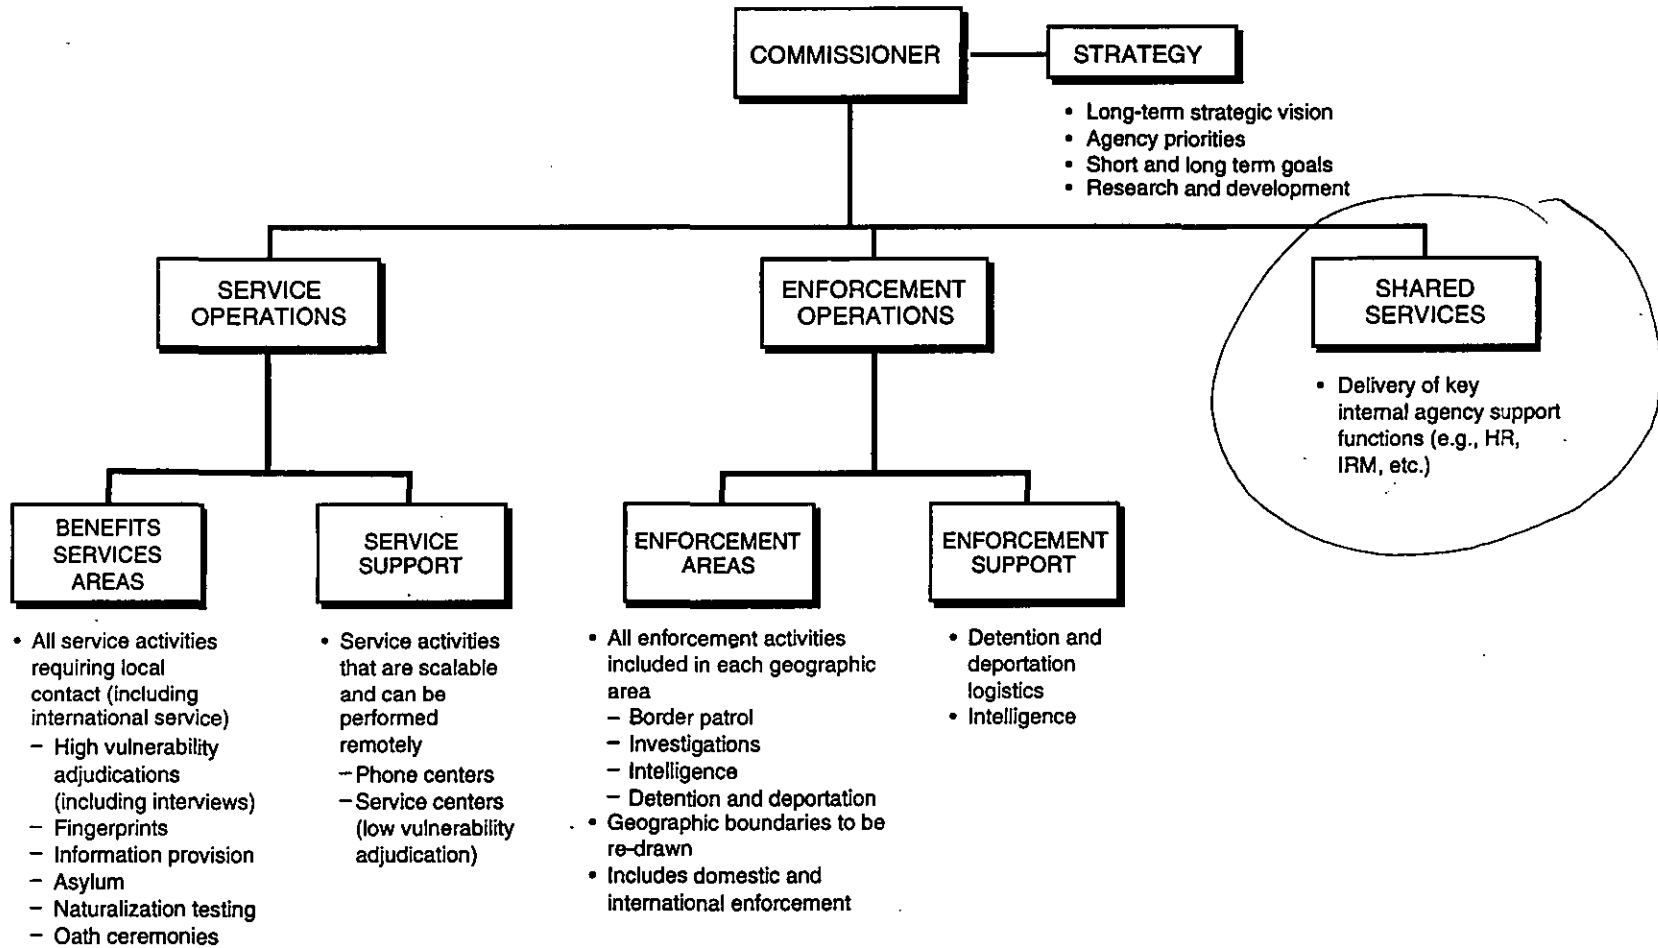 COMMISSIONER
STRATEGY
• Long-term strategic vision
• Agency priorities
• Short and long term goals
• Research and development
SERVICE
OPERATIONS
ENFORCEMENT
OPERATIONS
SHARED
SERVICES
• Delivery of key
internal agency support
functions (e.g., HR,
IRM, etc.)
BENEFITS
SERVICES
AREAS
• All service activities
requiring local
contact (including
international service)
– High vulnerability
adjudications
(including interviews)
– Fingerprints
– Information provision
– Asylum
– Naturalization testing
– Oath ceremonies
SERVICE
SUPPORT
• Service activities
that are scalable
and can be
performed
remotely
– Phone centers
– Service centers
(low vulnerability
adjudication)
ENFORCEMENT
AREAS
• All enforcement activities
included in each geographic
area
– Border patrol
– Investigations
– Intelligence
– Detention and deportation
• Geographic boundaries to be
re-drawn
• Includes domestic and
international enforcement
ENFORCEMENT
SUPPORT
• Detention and
deportation
logistics
• Intelligence